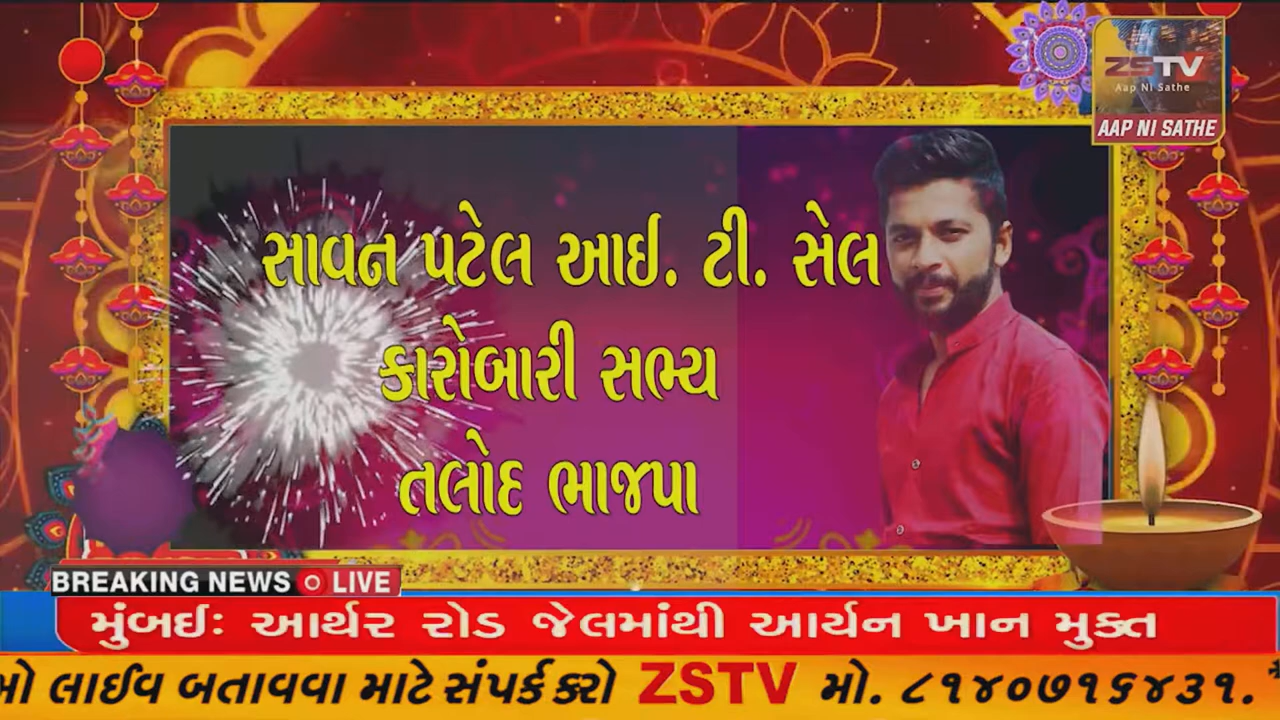 ZSTV
Aap Ni Sathe
AAP NI SATHE
સાવન પટેલ આઈ. ટી. સેલ
કારોબારી સભ્ય
તલોદ ભાજપા
BREAKING NEWS LIVE
મુંબઈઃ આર્થર રોડ જેલમાંથી આર્યન ખાન મુક્ત
ઓ લાઈવ બતાવવા માટે સંપર્ક કરો ZSTV મો. ૮૧૪૦૭૧૬૪૩૧.